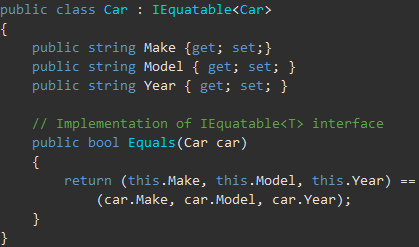 public class Car : IEquatable<Car>
{
    public string Make {get; set;}
    public string Model { get; set; }
    public string Year { get; set; }

    // Implementation of IEquatable<T> interface
    public bool Equals(Car car)
    {
        return (this.Make, this.Model, this.Year) ==
            (car.Make, car.Model, car.Year);
    }
}